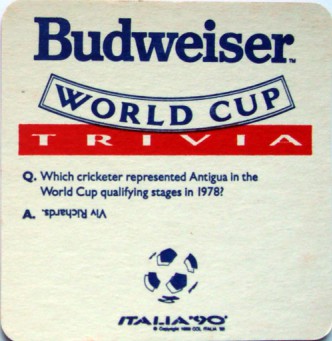 Budweiser™
WORLD CUP
TRIVIA
Q. Which cricketer represented Antigua in the
World Cup qualifying stages in 1978?
A. Viv Richards.
ITALIA'90